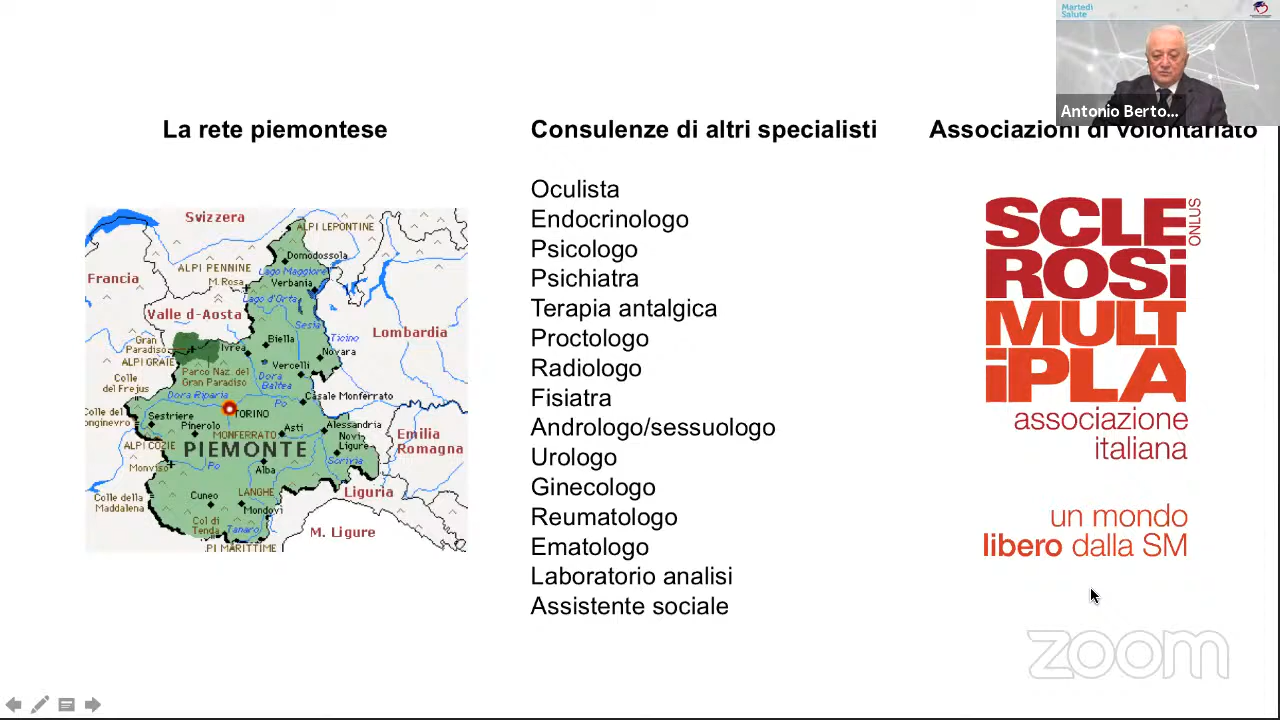 Martedì
Salute
Antonio Berto...
La rete piemontese
Consulenze di altri specialisti
Associazioni di volontariato
Svizzera
ALPI LEPONTINE
Domodossola
Francia
ALPI PENNINE
Lago Maggiore
M. Rosa
Verbania
Lago d'Orta
Valle d-Aosta
Sesia
Ticino
Lombardia
Gran
Paradiso
Ivrea
Biella
Novara
ALPI GRAIE
Vercelli
Parco Naz. del
Gran Paradiso
Dora
Baltea
Colle
del Frejus
Dora Riparia
Po
Casale Monferrato
Colle del
Sestriere
TORINO
Pinerolo
MONFERRATO
Asti
Alessandria
ALPI COZIE
PIEMONTE
Novi
Ligure
Emilia
Romagna
Monviso
Po
Alba
Scrivia
Colle della
Maddalena
Cuneo
LANGHE
Liguria
Mondovì
Col di
Tenda
Tanaro
M. Ligure
PI MARITTIME
Oculista
Endocrinologo
Psicologo
Psichiatra
Terapia antalgica
Proctologo
Radiologo
Fisiatra
Andrologo/sessuologo
Urologo
Ginecologo
Reumatologo
Ematologo
Laboratorio analisi
Assistente sociale
SCLE
ROSi
MULT
iPLA
ONLUS
associazione
italiana
un mondo
libero dalla SM
zoom